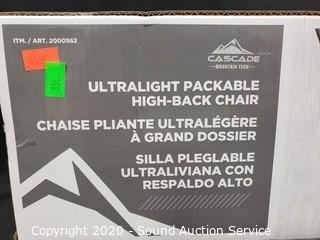 ITM. / ART. 2000562
CASCADE
MOUNTAIN TECH
ULTRALIGHT PACKABLE
HIGH-BACK CHAIR
CHAISE PLIANTE ULTRALÉGÈRE
À GRAND DOSSIER
SILLA PLEGLABLE
ULTRALIVIANA CON
RESPALDO ALTO
Copyright 2020 - Sound Auction Service